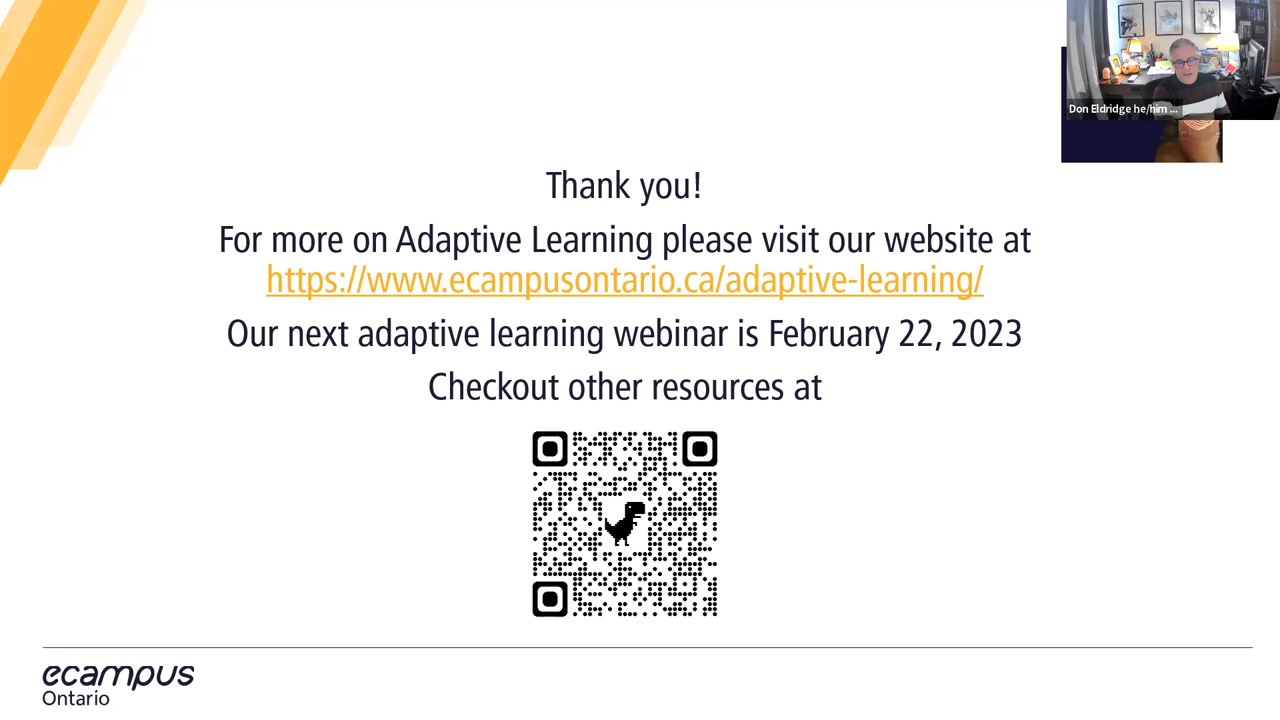 Don Eldridge he/him ...
Thank you!
For more on Adaptive Learning please visit our website at
https://www.ecampusontario.ca/adaptive-learning/
Our next adaptive learning webinar is February 22, 2023
Checkout other resources at
ecampus
Ontario